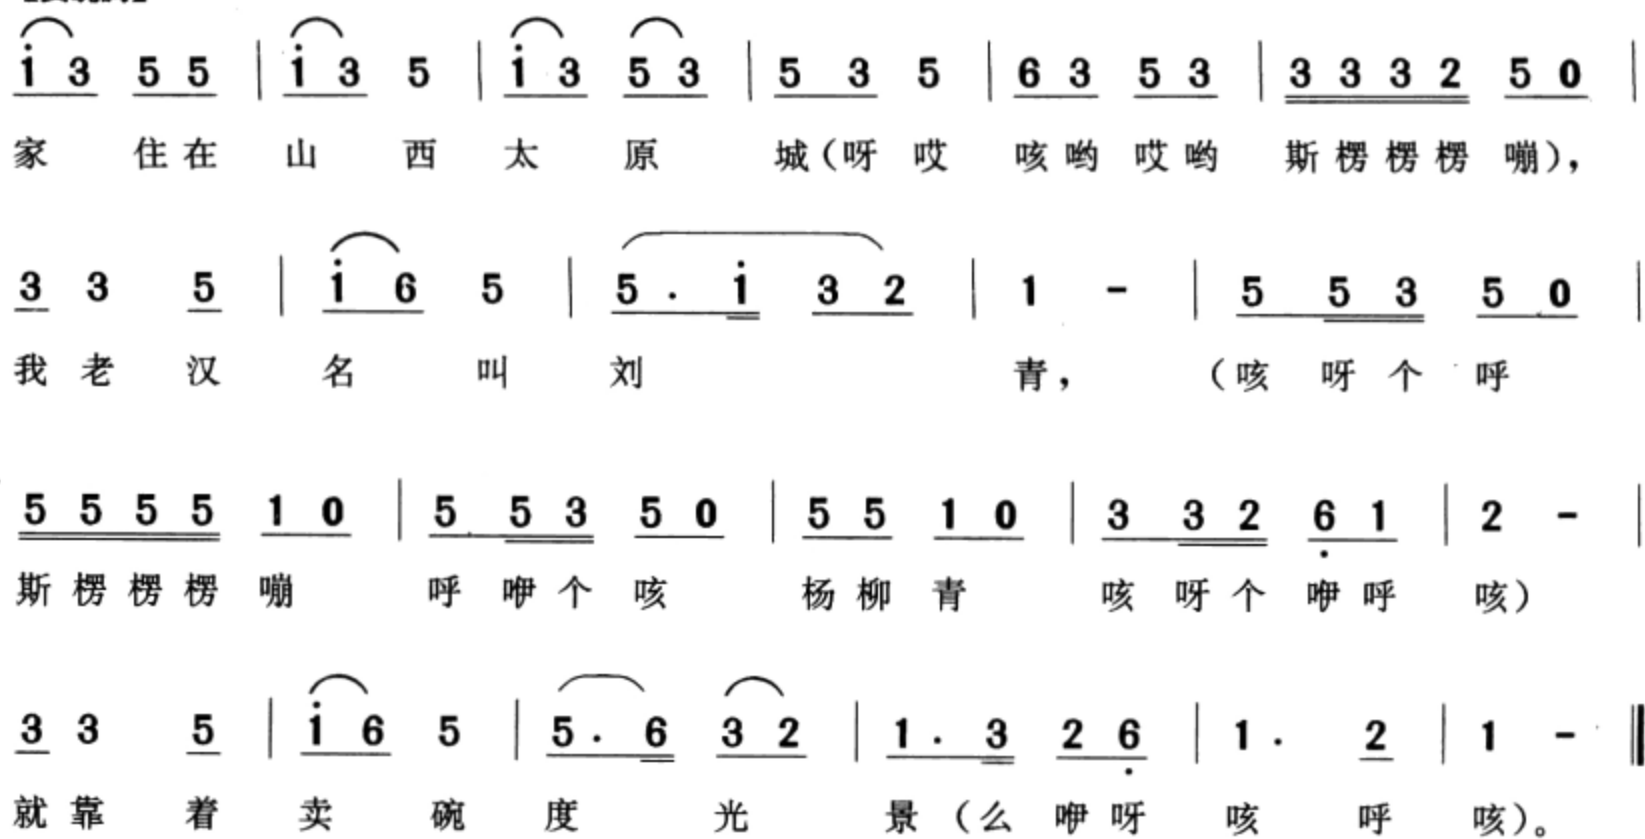 i 3 5 5 | i 3 5 | i 3 5 3 | 5 3 5 | 6 3 5 3 | 3 3 3 2 5 0 |
家 住在 山 西 太 原 城(呀 哎 咳哟 哎哟 斯楞楞楞 嘣),
3 3 5 | i 6 5 | 5 · i 3 2 | 1 - | 5 5 3 5 0 |
我 老 汉 名 叫 刘 青, (咳 呀 个 呼
5 5 5 5 1 0 | 5 5 3 5 0 | 5 5 1 0 | 3 3 2 6 1 | 2 - |
斯楞楞楞 嘣 呼 咿个 咳 杨柳 青 咳 呀个 咿呼 咳)
3 3 5 | i 6 5 | 5 · 6 3 2 | 1 · 3 2 6 | 1 · 2 | 1 - ‖
就 靠 着 卖 碗 度 光 景(么 咿呀 咳 呼 咳)。